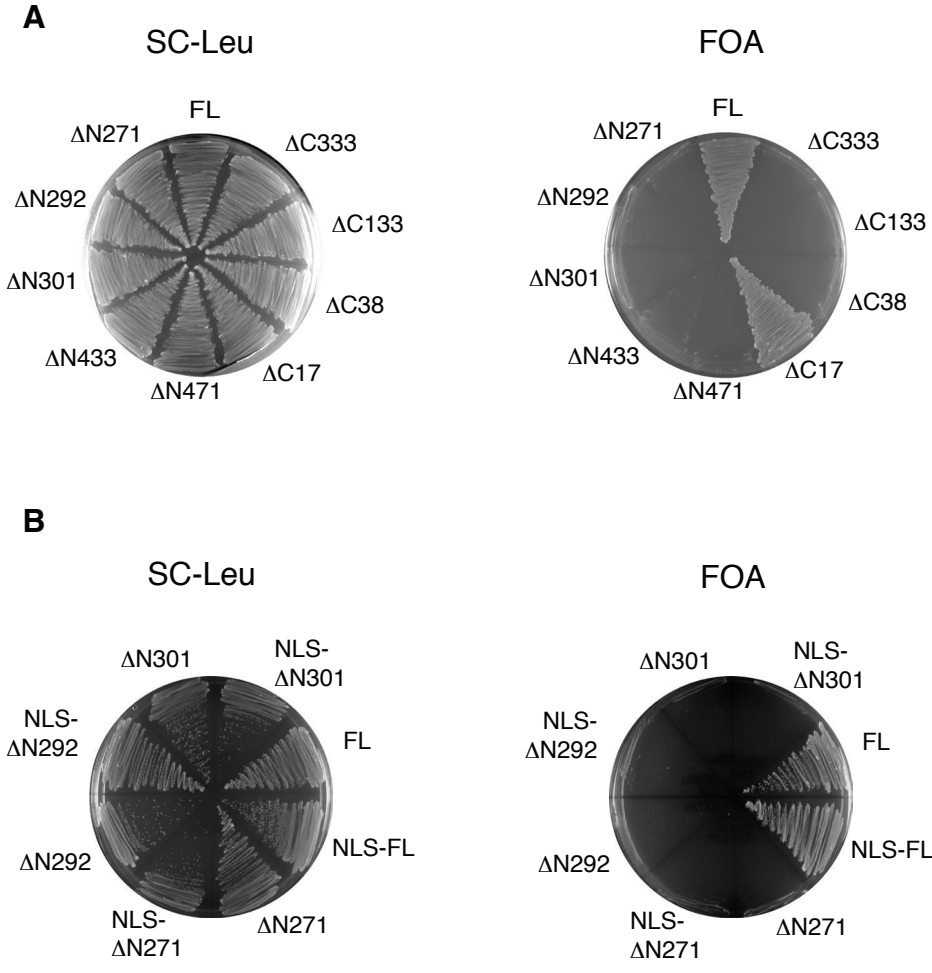 A
SC-Leu
FL
ΔN271
ΔC333
ΔN292
ΔC133
ΔN301
ΔC38
ΔN433
ΔC17
ΔN471
FOA
FL
ΔN271
ΔC333
ΔN292
ΔC133
ΔN301
ΔC38
ΔN433
ΔC17
ΔN471
B
SC-Leu
ΔN301
NLS-
ΔN301
NLS-
ΔN292
FL
ΔN292
NLS-FL
NLS-
ΔN271
ΔN271
FOA
ΔN301
NLS-
ΔN301
NLS-
ΔN292
FL
ΔN292
NLS-FL
NLS-
ΔN271
ΔN271